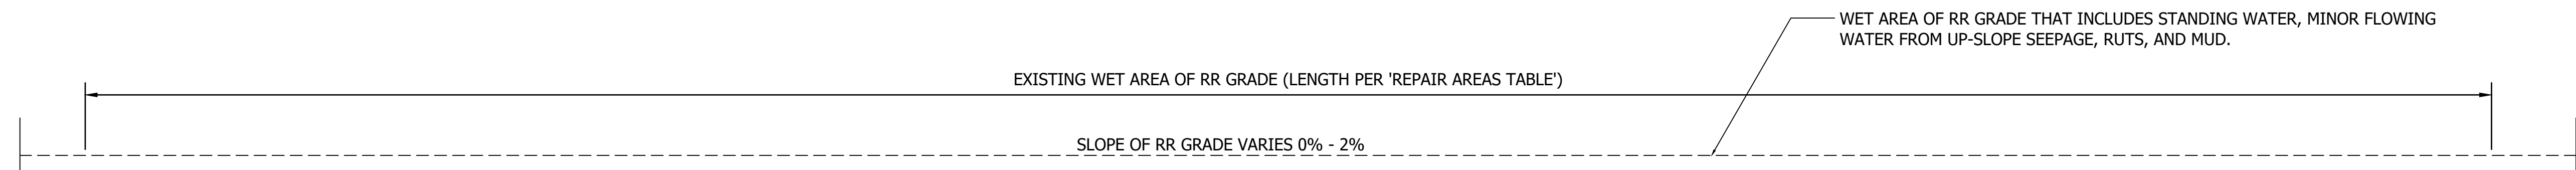 WET AREA OF RR GRADE THAT INCLUDES STANDING WATER, MINOR FLOWING
WATER FROM UP-SLOPE SEEPAGE, RUTS, AND MUD.
EXISTING WET AREA OF RR GRADE (LENGTH PER 'REPAIR AREAS TABLE')
SLOPE OF RR GRADE VARIES 0% - 2%